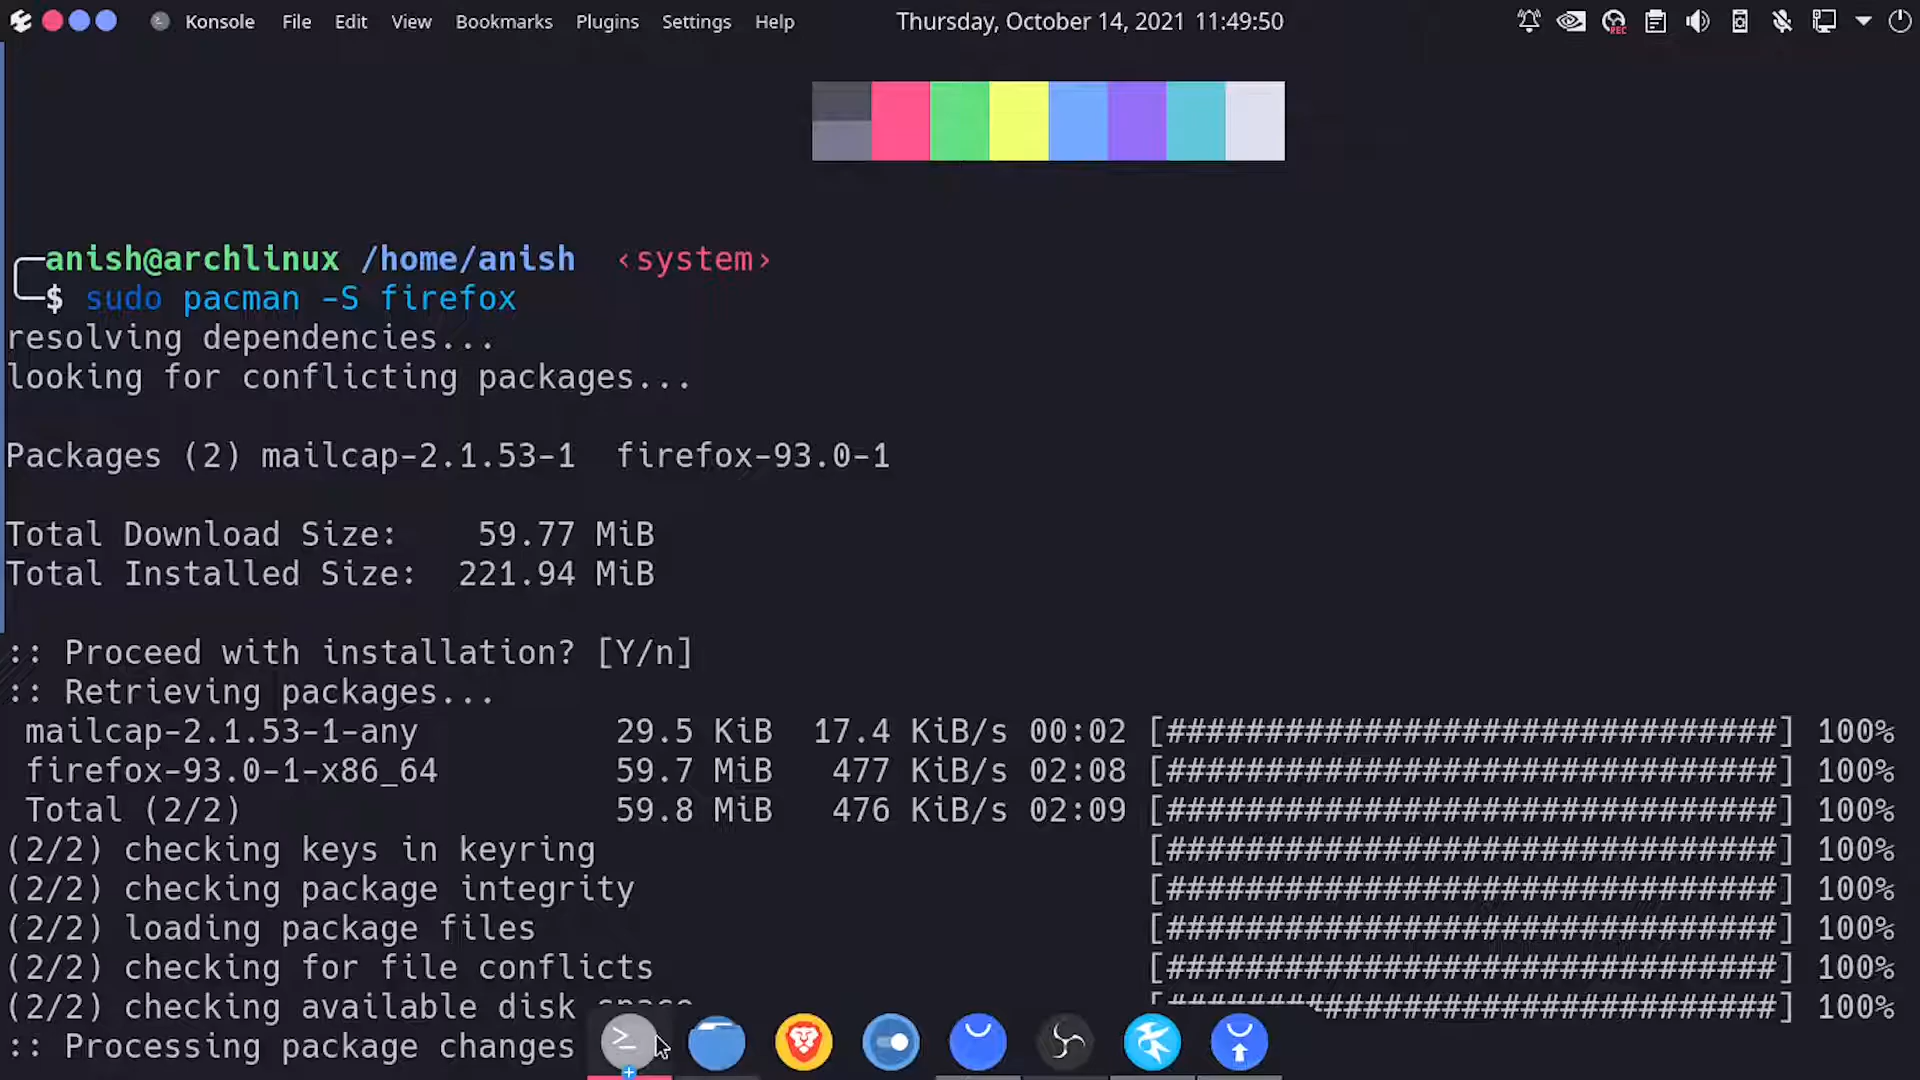 Konsole File Edit View Bookmarks Plugins Settings Help Thursday, October 14, 2021 11:49:50 REC
anish@archlinux /home/anish ‹system›
$ sudo pacman -S firefox
resolving dependencies...
looking for conflicting packages...
Packages (2) mailcap-2.1.53-1 firefox-93.0-1
Total Download Size: 59.77 MiB
Total Installed Size: 221.94 MiB
:: Proceed with installation? [Y/n]
:: Retrieving packages...
mailcap-2.1.53-1-any 29.5 KiB 17.4 KiB/s 00:02 [###############################] 100%
firefox-93.0-1-x86_64 59.7 MiB 477 KiB/s 02:08 [###############################] 100%
Total (2/2) 59.8 MiB 476 KiB/s 02:09 [###############################] 100%
(2/2) checking keys in keyring [###############################] 100%
(2/2) checking package integrity [###############################] 100%
(2/2) loading package files [###############################] 100%
(2/2) checking for file conflicts [###############################] 100%
(2/2) checking available disk space [###############################] 100%
:: Processing package changes